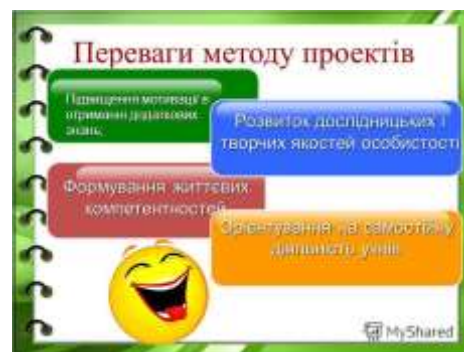 Переваги методу проектів
Підвищення мотивації в
отриманні додаткових
знань;
Розвиток дослідницьких і
творчих якостей особистості
Формування життєвих
компетентностей
Орієнтування на самостійну
діяльність учнів
MyShared